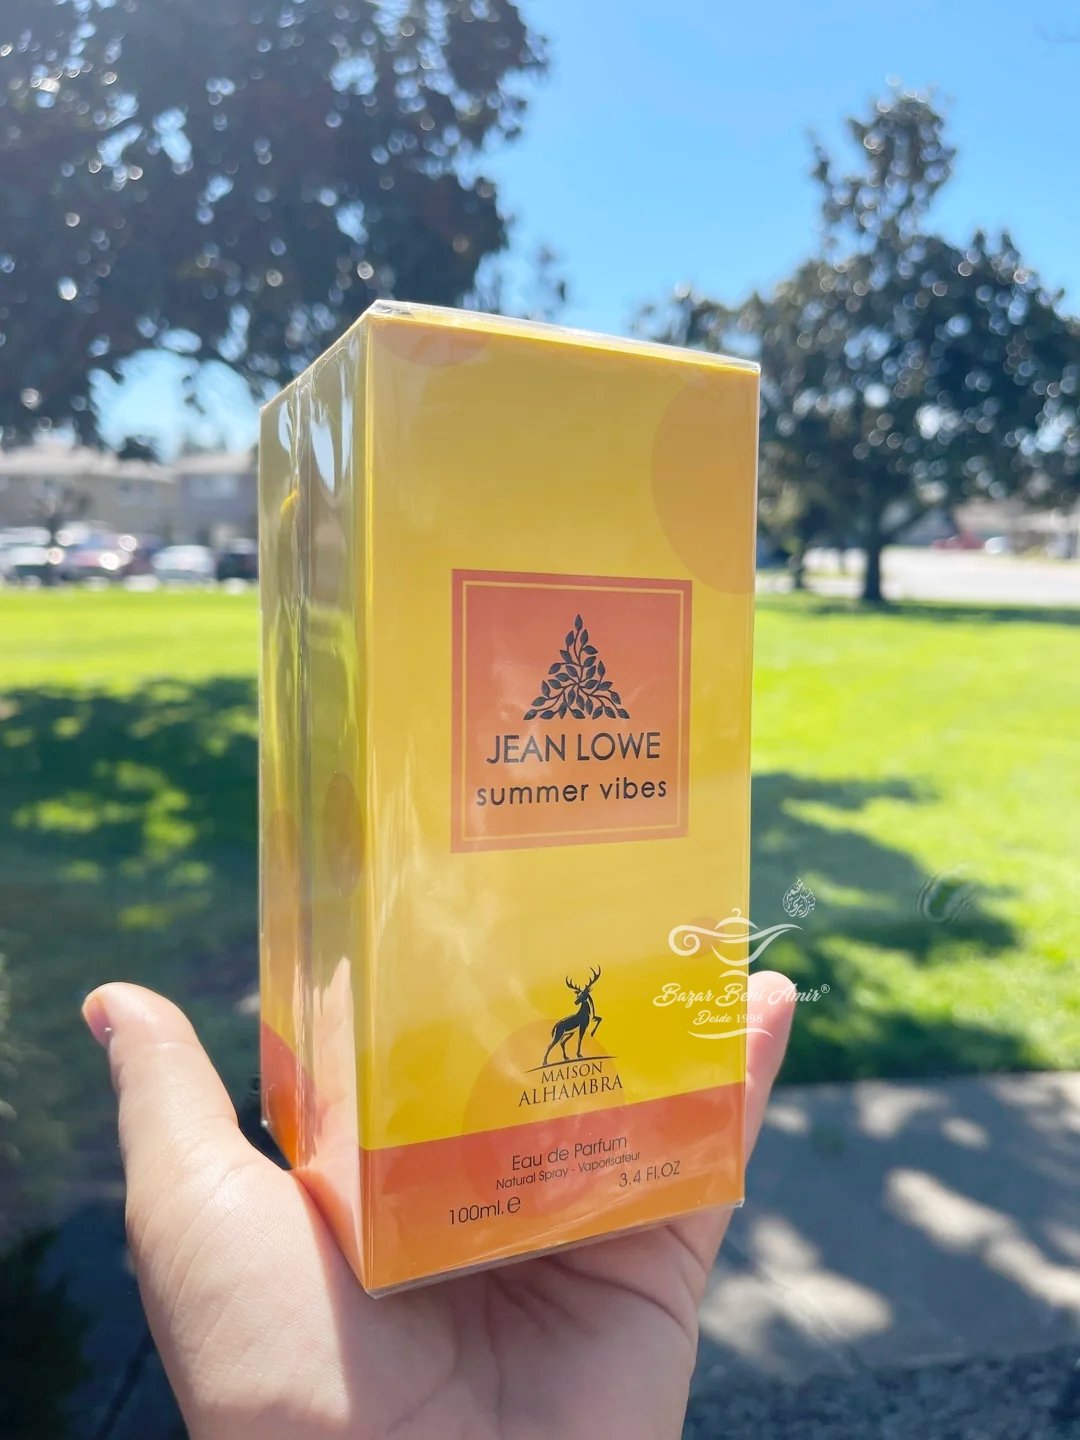 JEAN LOWE
summer vibes
Bazar Beni Amir®
Desde 1998
MAISON
ALHAMBRA
Eau de Parfum
Natural Spray - Vaporisateur
100ml. ℮ 3.4 Fl.OZ